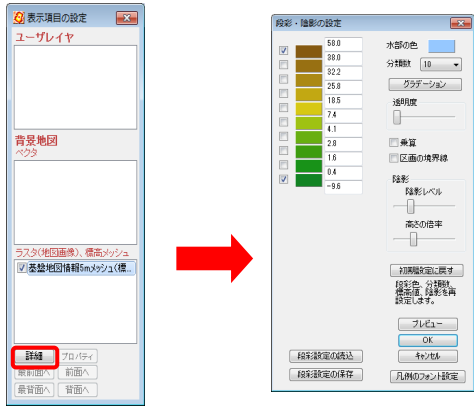 表示項目の設定
ユーザレイヤ
背景地図
ベクタ
ラスタ(地図画像)、標高メッシュ
基盤地図情報5mメッシュ(標...
詳細
プロパティ
最前面へ
前面へ
最背面へ
背面へ
段彩・陰影の設定
58.0
38.0
32.2
25.8
18.5
7.4
4.1
2.8
1.6
0.4
-9.6
水部の色
分類数 10
グラデーション
透明度
乗算
区画の境界線
陰影
陰影レベル
高さの倍率
初期設定に戻す
段彩色、分類数、
標高値、陰影を再
設定します。
プレビュー
OK
キャンセル
段彩設定の読込
段彩設定の保存
凡例のフォント設定